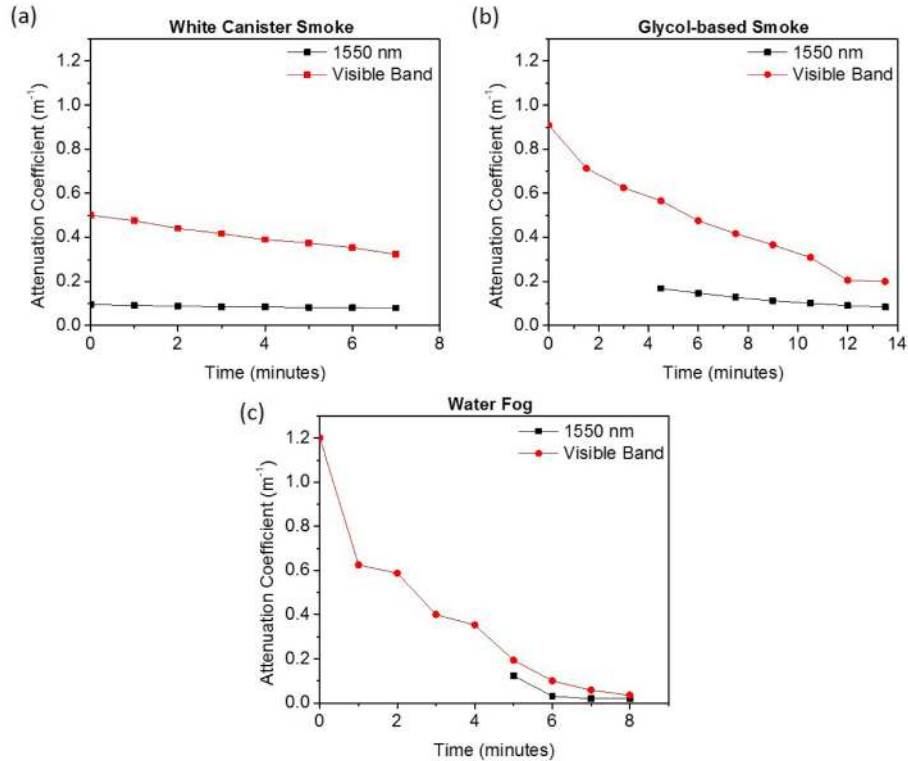 (a)
White Canister Smoke
1550 nm
Visible Band
Attenuation Coefficient (m⁻¹)
1.2
1.0
0.8
0.6
0.4
0.2
0.0
0 2 4 6 8
Time (minutes)
(b)
Glycol-based Smoke
1550 nm
Visible Band
Attenuation Coefficient (m⁻¹)
1.2
1.0
0.8
0.6
0.4
0.2
0.0
0 2 4 6 8 10 12 14
Time (minutes)
(c)
Water Fog
1550 nm
Visible Band
Attenuation Coefficient (m⁻¹)
1.2
1.0
0.8
0.6
0.4
0.2
0.0
0 2 4 6 8
Time (minutes)